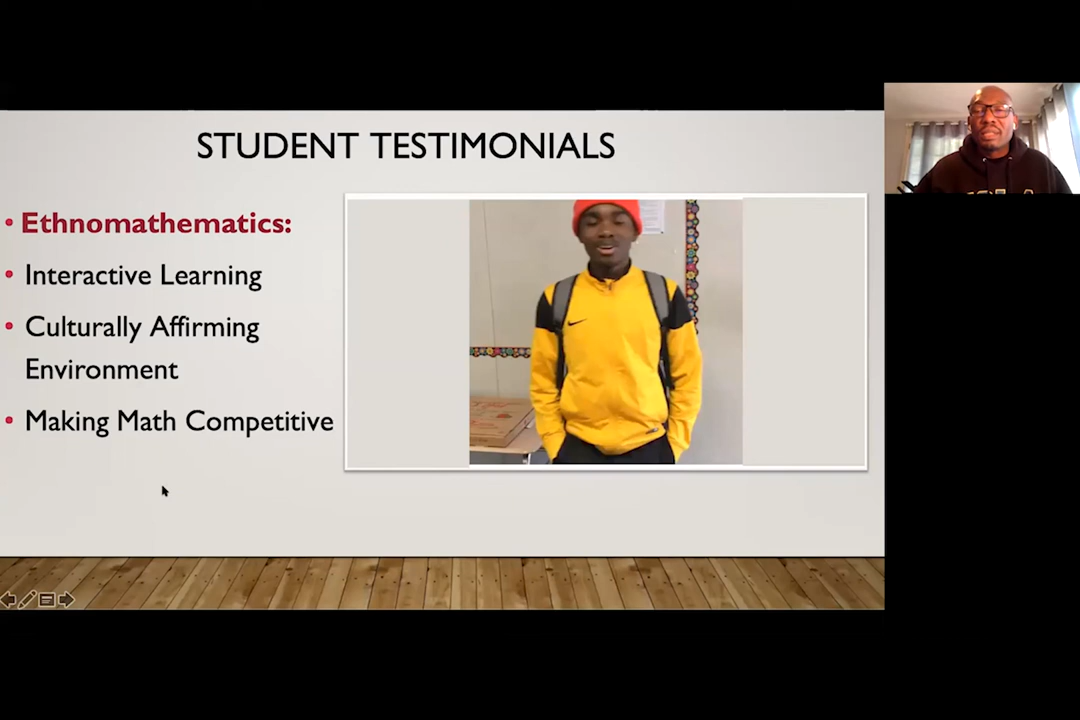 STUDENT TESTIMONIALS
• Ethnomathematics:
• Interactive Learning
• Culturally Affirming
Environment
• Making Math Competitive